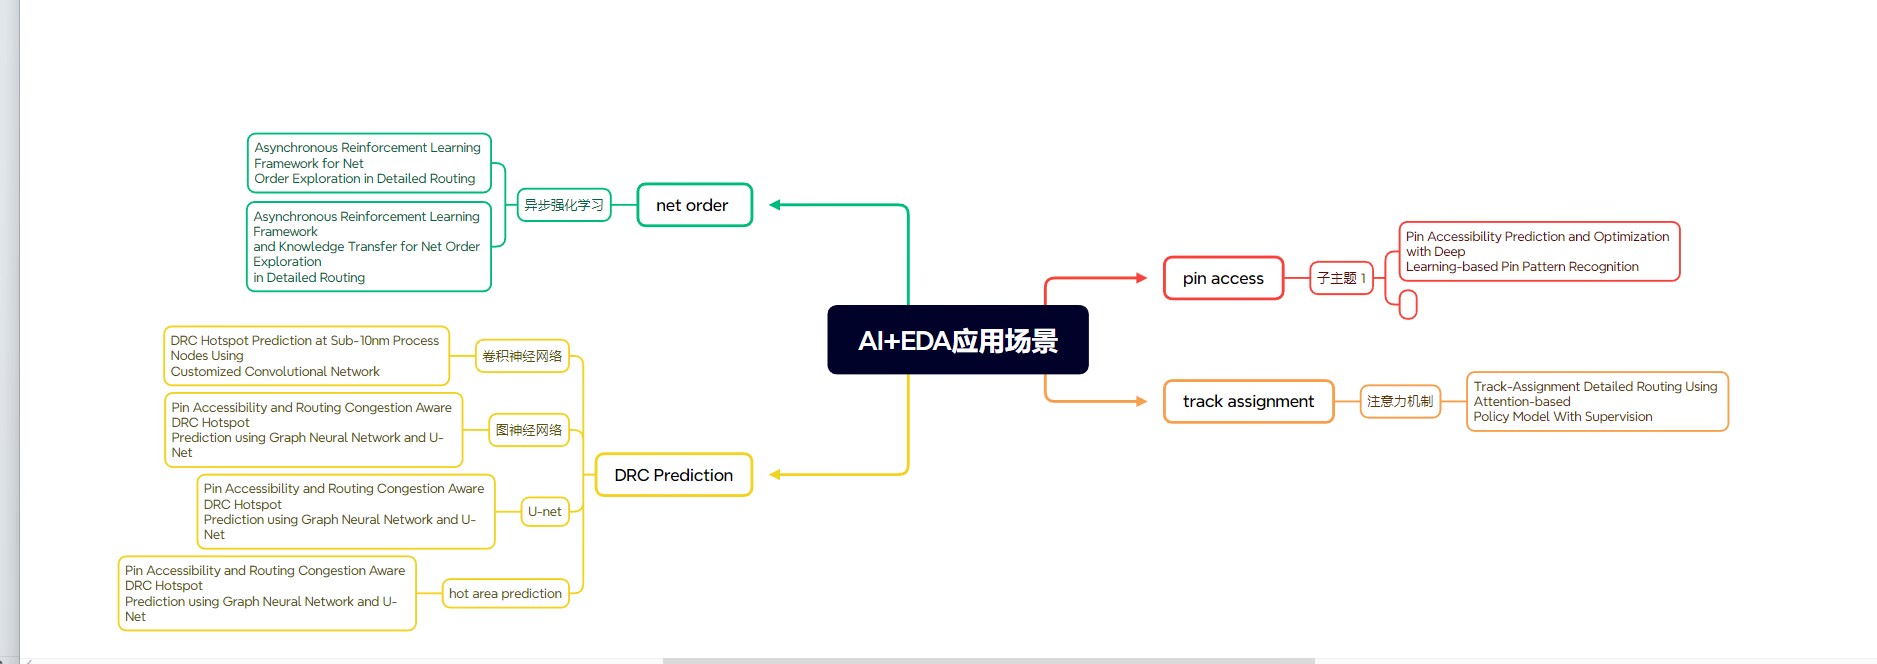 Asynchronous Reinforcement Learning
Framework for Net
Order Exploration in Detailed Routing
Asynchronous Reinforcement Learning
Framework
and Knowledge Transfer for Net Order
Exploration
in Detailed Routing
异步强化学习
net order
DRC Hotspot Prediction at Sub-10nm Process
Nodes Using
Customized Convolutional Network
卷积神经网络
Pin Accessibility and Routing Congestion Aware
DRC Hotspot
Prediction using Graph Neural Network and U-
Net
图神经网络
Pin Accessibility and Routing Congestion Aware
DRC Hotspot
Prediction using Graph Neural Network and U-
Net
U-net
Pin Accessibility and Routing Congestion Aware
DRC Hotspot
Prediction using Graph Neural Network and U-
Net
hot area prediction
DRC Prediction
AI+EDA应用场景
pin access
子主题 1
Pin Accessibility Prediction and Optimization
with Deep
Learning-based Pin Pattern Recognition
track assignment
注意力机制
Track-Assignment Detailed Routing Using
Attention-based
Policy Model With Supervision